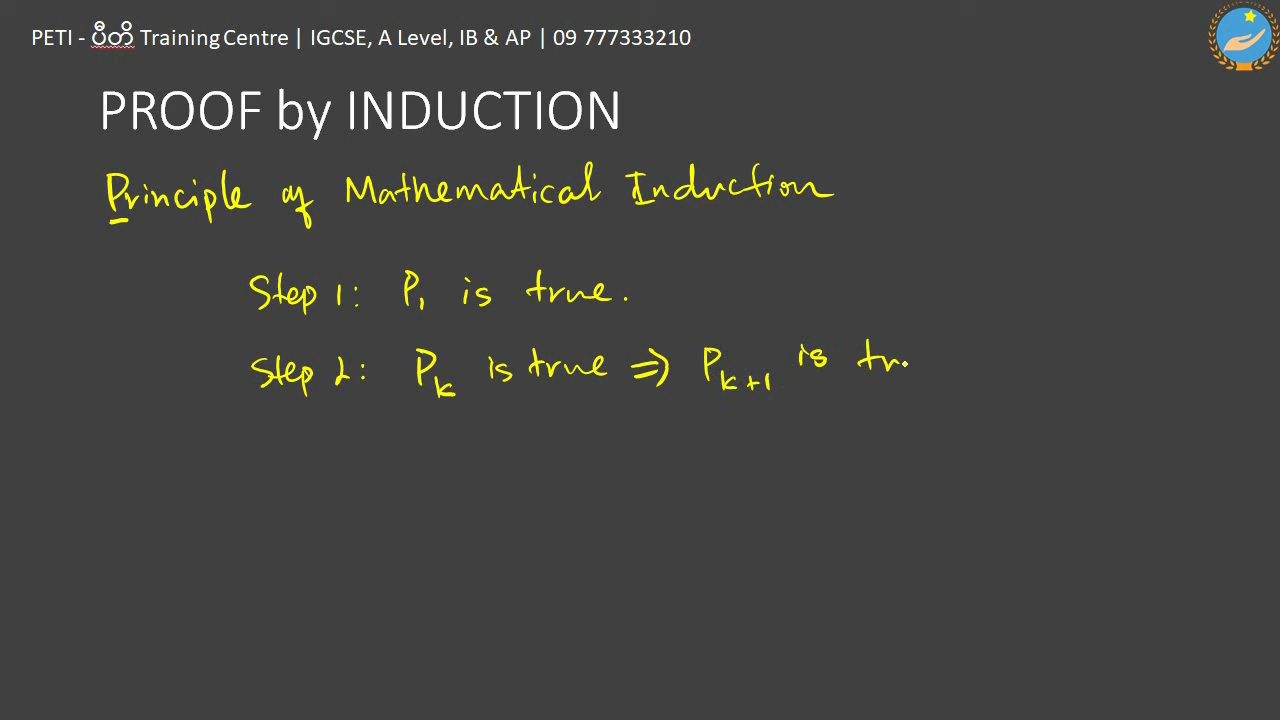 PETI - ပီတိ Training Centre | IGCSE, A Level, IB & AP | 09 777333210
PROOF by INDUCTION
Principle of Mathematical Induction
Step 1: P₁ is true.
Step 2: Pₖ is true ⇒ Pₖ₊₁ is tr